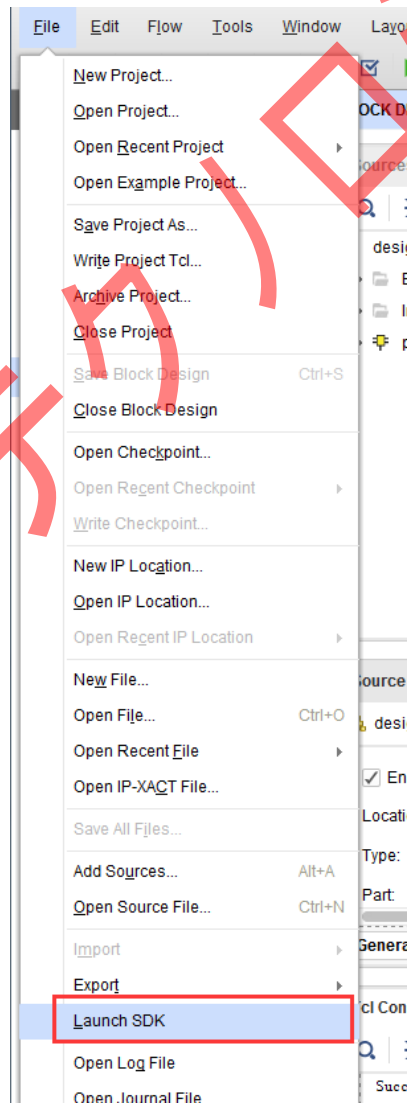 File Edit Flow Tools Window Layo
New Project...
OCK D
Open Project...
Open Recent Project
Source
Open Example Project...
Save Project As...
desig
Write Project Tcl...
Archive Project...
Close Project
Save Block Design Ctrl+S
Close Block Design
Open Checkpoint...
Open Recent Checkpoint
Write Checkpoint...
New IP Location...
Open IP Location...
Open Recent IP Location
New File...
Source
Open File... Ctrl+O
desi
Open Recent File
En
Open IP-XACT File...
Locati
Save All Files...
Type:
Add Sources... Alt+A
Part:
Open Source File... Ctrl+N
Genera
Import
Export
Launch SDK
cl Con
Open Log File
Succ
Open Journal File